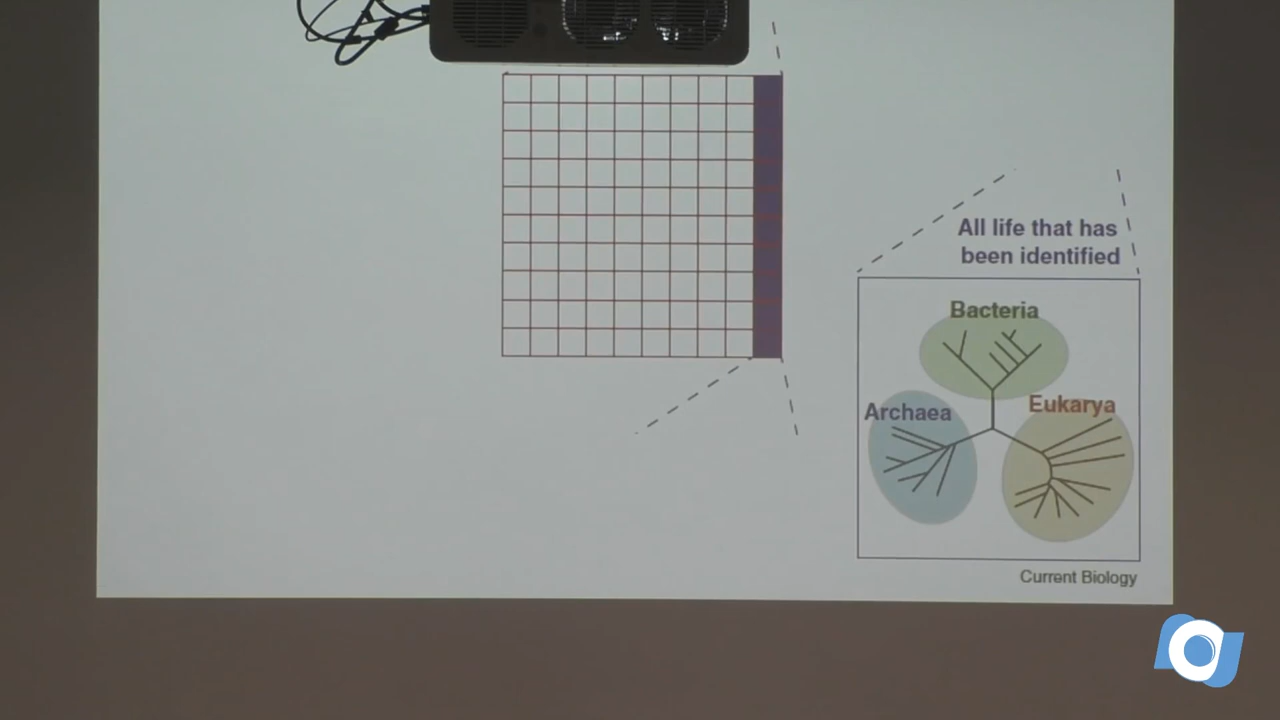 All life that has
been identified
Bacteria
Archaea
Eukarya
Current Biology